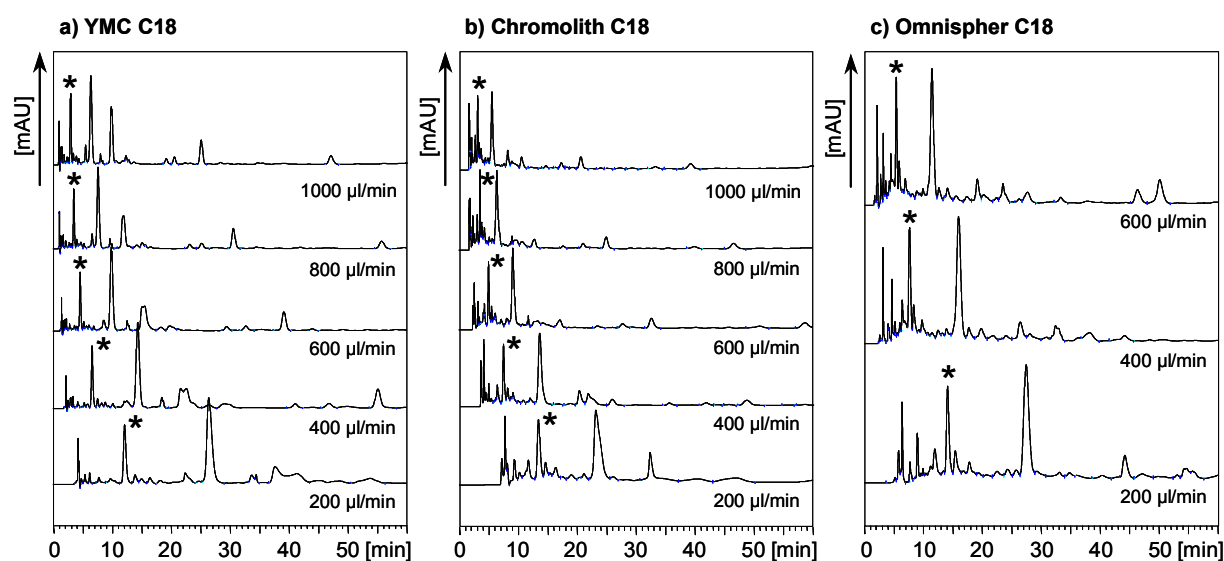 a) YMC C18
[mAU]
*
1000 µl/min
*
800 µl/min
*
600 µl/min
*
400 µl/min
*
200 µl/min
0 10 20 30 40 50 [min]
b) Chromolith C18
[mAU]
*
1000 µl/min
*
800 µl/min
*
600 µl/min
*
400 µl/min
*
200 µl/min
0 10 20 30 40 50 [min]
c) Omnispher C18
[mAU]
*
600 µl/min
*
400 µl/min
*
200 µl/min
0 10 20 30 40 50 [min]